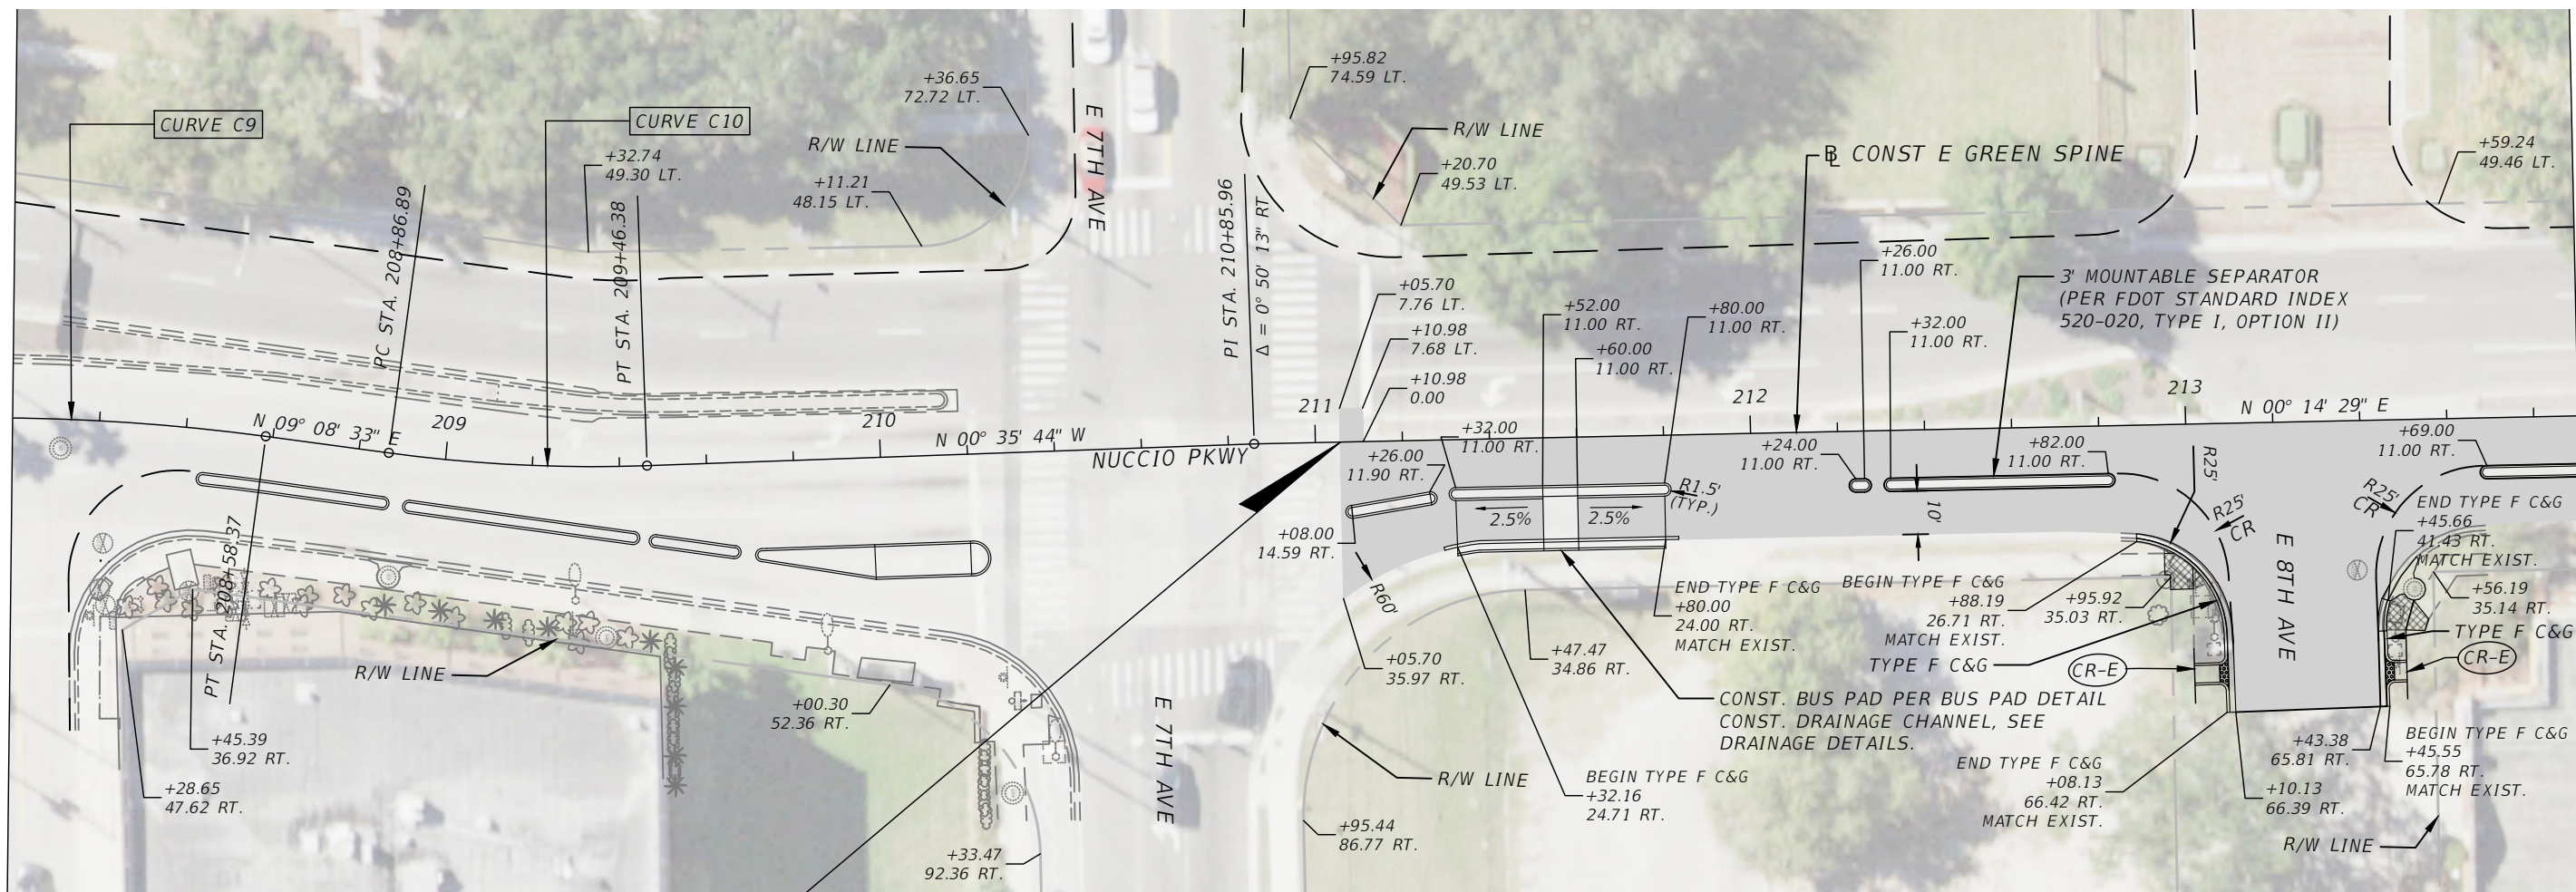 CURVE C9
CURVE C10
+36.65
72.72 LT.
R/W LINE
+32.74
49.30 LT.
+11.21
48.15 LT.
E 7TH AVE
PC STA. 208+86.89
PT STA. 209+46.38
PI STA. 210+85.96
Δ = 0° 50' 13" RT
+95.82
74.59 LT.
R/W LINE
+20.70
49.53 LT.
BL CONST E GREEN SPINE
+59.24
49.46 LT.
+26.00
11.00 RT.
3' MOUNTABLE SEPARATOR
(PER FDOT STANDARD INDEX
520-020, TYPE I, OPTION II)
+05.70
7.76 LT.
+10.98
7.68 LT.
+10.98
0.00
+52.00
11.00 RT.
+60.00
11.00 RT.
+80.00
11.00 RT.
+32.00
11.00 RT.
N 09° 08' 33" E
209
210
N 00° 35' 44" W
NUCCIO PKWY
211
212
213
N 00° 14' 29" E
+32.00
11.00 RT.
+26.00
11.90 RT.
+24.00
11.00 RT.
+82.00
11.00 RT.
+69.00
11.00 RT.
R1.5'
(TYP.)
2.5%
2.5%
10'
R25'
R25'
CR
R25'
CR
END TYPE F C&G
+45.66
41.43 RT.
MATCH EXIST.
+08.00
14.59 RT.
R60'
PT STA. 208+58.37
END TYPE F C&G
+80.00
24.00 RT.
MATCH EXIST.
BEGIN TYPE F C&G
+88.19
26.71 RT.
MATCH EXIST.
+95.92
35.03 RT.
E 8TH AVE
+56.19
35.14 RT.
TYPE F C&G
CR-E
TYPE F C&G
CR-E
R/W LINE
+05.70
35.97 RT.
+47.47
34.86 RT.
CONST. BUS PAD PER BUS PAD DETAIL
CONST. DRAINAGE CHANNEL, SEE
DRAINAGE DETAILS.
+00.30
52.36 RT.
E 7TH AVE
+45.39
36.92 RT.
+28.65
47.62 RT.
R/W LINE
BEGIN TYPE F C&G
+32.16
24.71 RT.
END TYPE F C&G
+08.13
66.42 RT.
MATCH EXIST.
+43.38
65.81 RT.
+10.13
66.39 RT.
BEGIN TYPE F C&G
+45.55
65.78 RT.
MATCH EXIST.
R/W LINE
+33.47
92.36 RT.
+95.44
86.77 RT.